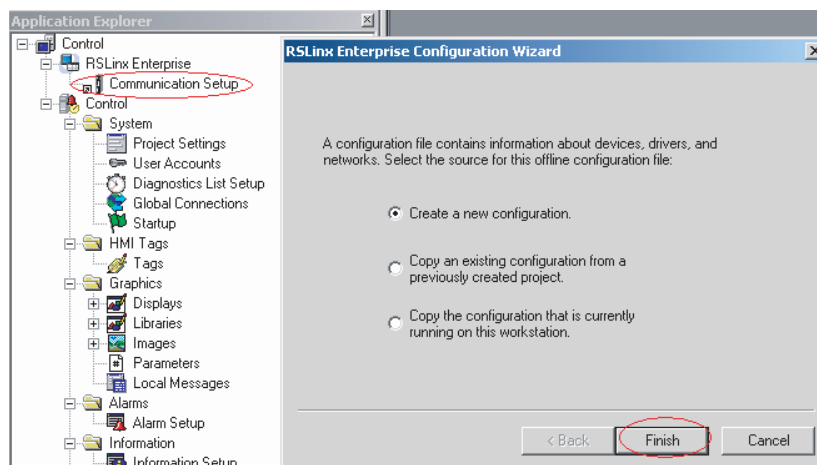 Application Explorer
Control
RSLinx Enterprise
Communication Setup
Control
System
Project Settings
User Accounts
Diagnostics List Setup
Global Connections
Startup
HMI Tags
Tags
Graphics
Displays
Libraries
Images
Parameters
Local Messages
Alarms
Alarm Setup
Information
Information Setup
RSLinx Enterprise Configuration Wizard
A configuration file contains information about devices, drivers, and
networks. Select the source for this offline configuration file:
Create a new configuration.
Copy an existing configuration from a
previously created project.
Copy the configuration that is currently
running on this workstation.
< Back
Finish
Cancel